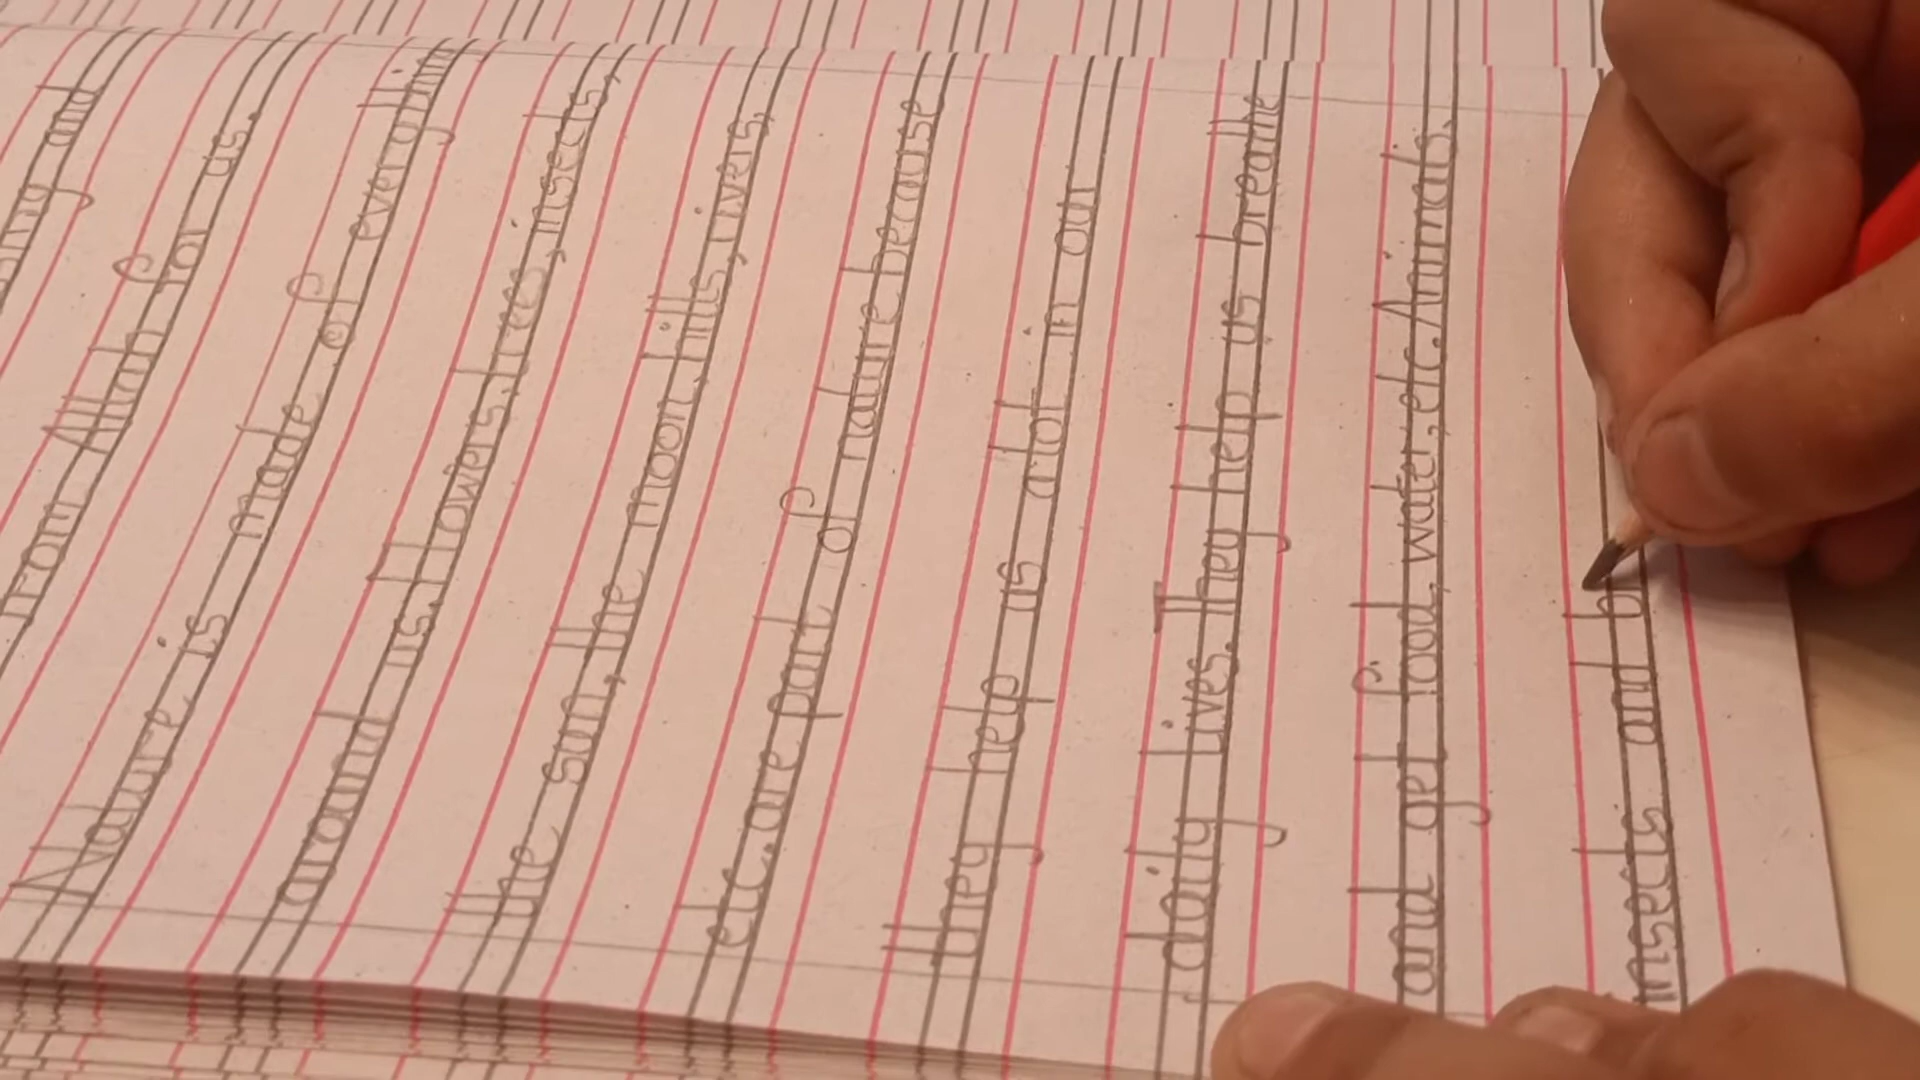 and
from Allah for us.
Nature is made of everything
around us. Flowers, trees, insects,
the sun, the moon, hills, rivers,
etc. are part of nature because
they help us alot in our
daily lives. They help us breathe
and get food, water, etc. Animals,
insects and b